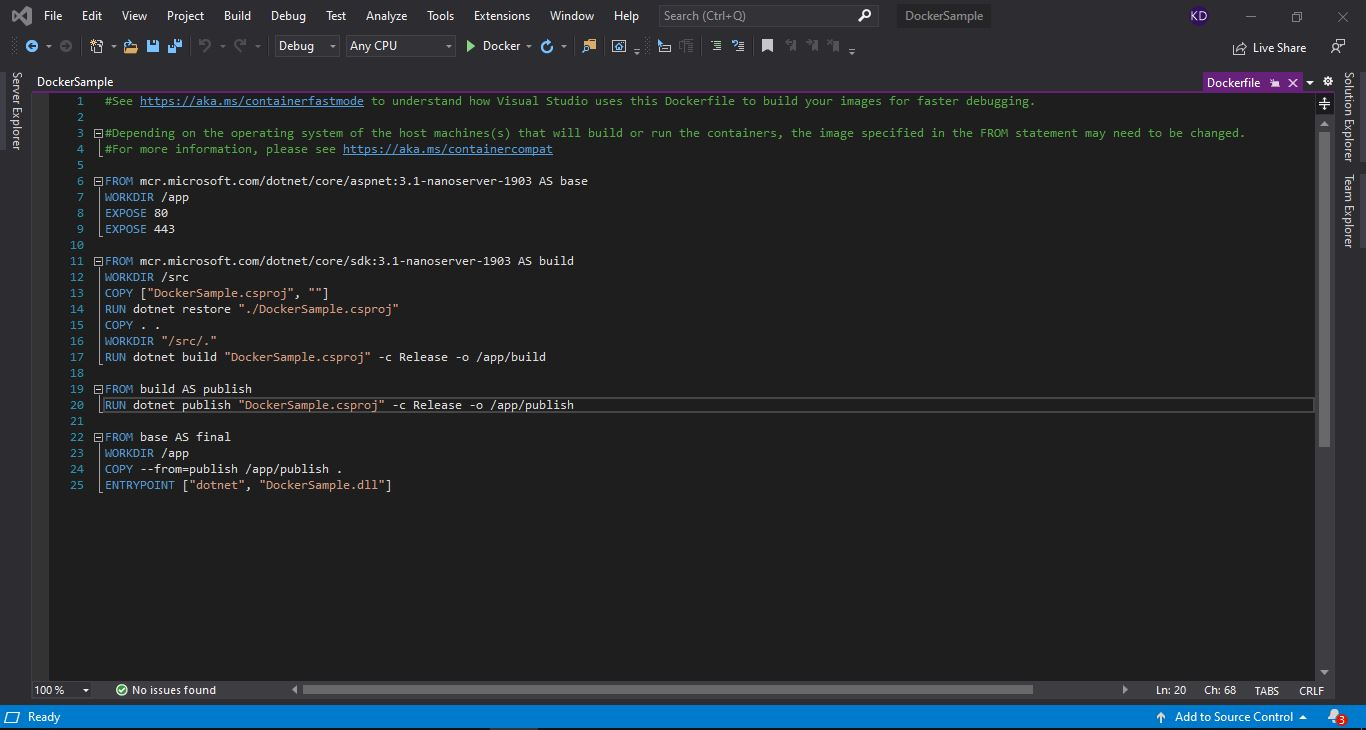 File Edit View Project Build Debug Test Analyze Tools Extensions Window Help Search (Ctrl+Q) DockerSample KD
Debug Any CPU Docker Live Share
Server Explorer
DockerSample Dockerfile
Solution Explorer
Team Explorer
1 #See https://aka.ms/containerfastmode to understand how Visual Studio uses this Dockerfile to build your images for faster debugging.
2
3 #Depending on the operating system of the host machines(s) that will build or run the containers, the image specified in the FROM statement may need to be changed.
4 #For more information, please see https://aka.ms/containercompat
5
6 FROM mcr.microsoft.com/dotnet/core/aspnet:3.1-nanoserver-1903 AS base
7 WORKDIR /app
8 EXPOSE 80
9 EXPOSE 443
10
11 FROM mcr.microsoft.com/dotnet/core/sdk:3.1-nanoserver-1903 AS build
12 WORKDIR /src
13 COPY ["DockerSample.csproj", ""]
14 RUN dotnet restore "./DockerSample.csproj"
15 COPY . .
16 WORKDIR "/src/."
17 RUN dotnet build "DockerSample.csproj" -c Release -o /app/build
18
19 FROM build AS publish
20 RUN dotnet publish "DockerSample.csproj" -c Release -o /app/publish
21
22 FROM base AS final
23 WORKDIR /app
24 COPY --from=publish /app/publish .
25 ENTRYPOINT ["dotnet", "DockerSample.dll"]
100 % No issues found Ln: 20 Ch: 68 TABS CRLF
Ready Add to Source Control 3